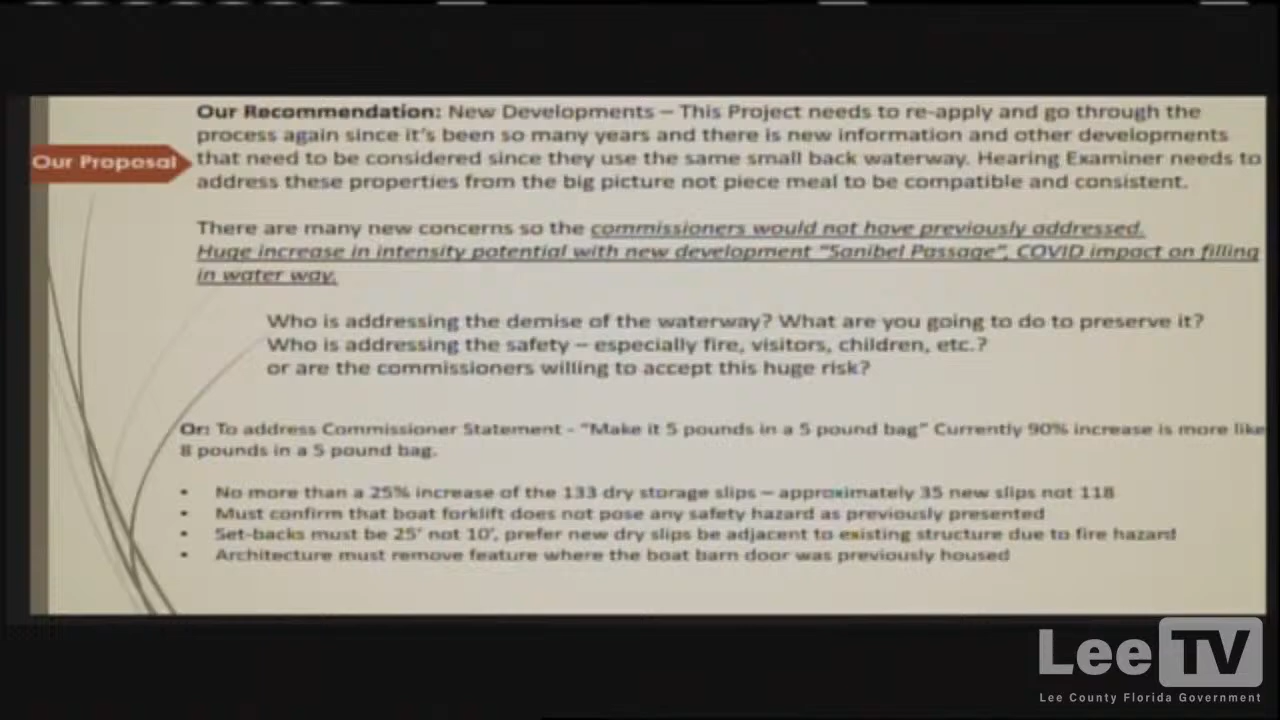 Our Recommendation: New Developments – This Project needs to re-apply and go through the
process again since it's been so many years and there is new information and other developments
Our Proposal
that need to be considered since they use the same small back waterway. Hearing Examiner needs to
address these properties from the big picture not piece meal to be compatible and consistent.
There are many new concerns so the commissioners would not have previously addressed.
Huge increase in intensity potential with new development "Sanibel Passage", COVID impact on filling
in water way.
Who is addressing the demise of the waterway? What are you going to do to preserve it?
Who is addressing the safety – especially fire, visitors, children, etc.?
or are the commissioners willing to accept this huge risk?
Or: To address Commissioner Statement - "Make it 5 pounds in a 5 pound bag" Currently 90% increase is more like
8 pounds in a 5 pound bag.
• No more than a 25% increase of the 133 dry storage slips – approximately 35 new slips not 118
• Must confirm that boat forklift does not pose any safety hazard as previously presented
• Set-backs must be 25' not 10', prefer new dry slips be adjacent to existing structure due to fire hazard
• Architecture must remove feature where the boat barn door was previously housed
Lee TV
Lee County Florida Government